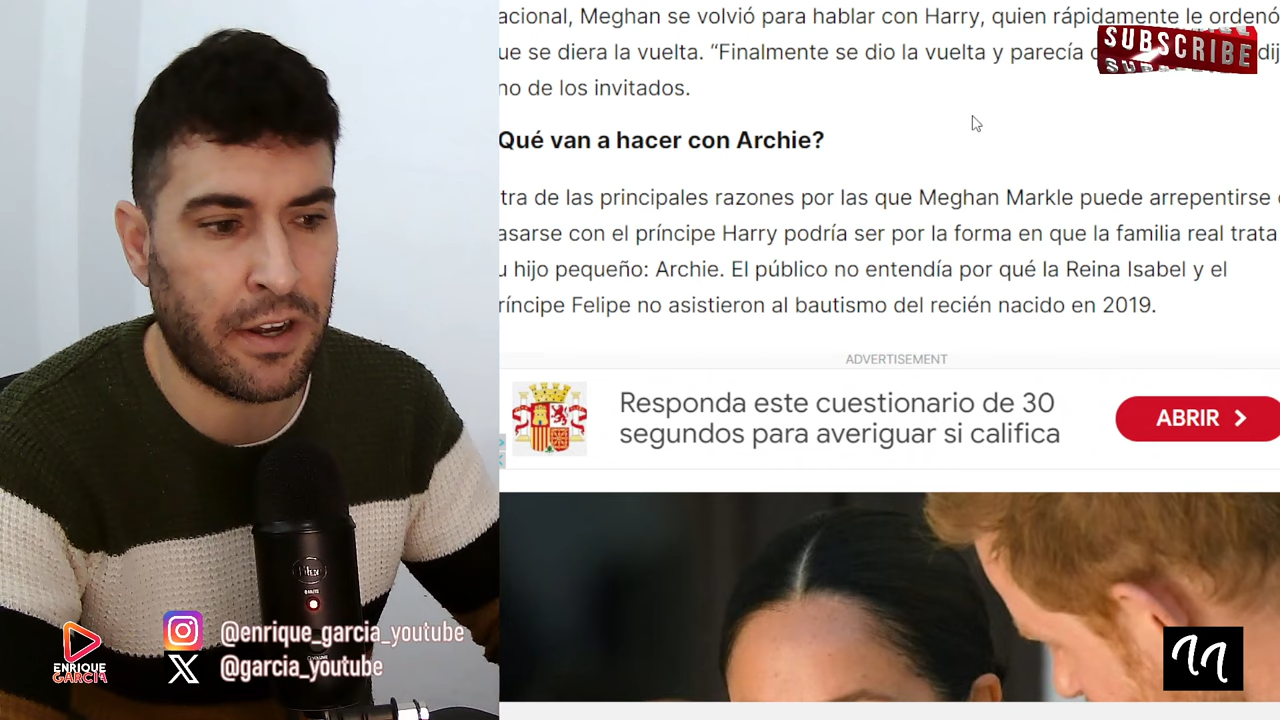 acional, Meghan se volvió para hablar con Harry, quien rápidamente le ordenó
ue se diera la vuelta. “Finalmente se dio la vuelta y parecía
no de los invitados.
SUBSCRIBE
Qué van a hacer con Archie?
tra de las principales razones por las que Meghan Markle puede arrepentirse
asarse con el príncipe Harry podría ser por la forma en que la familia real trata
u hijo pequeño: Archie. El público no entendía por qué la Reina Isabel y el
ríncipe Felipe no asistieron al bautismo del recién nacido en 2019.
ADVERTISEMENT
Responda este cuestionario de 30
segundos para averiguar si califica
ABRIR
blue
ENRIQUE
GARCIA
@enrique_garcia_youtube
@garcia_youtube